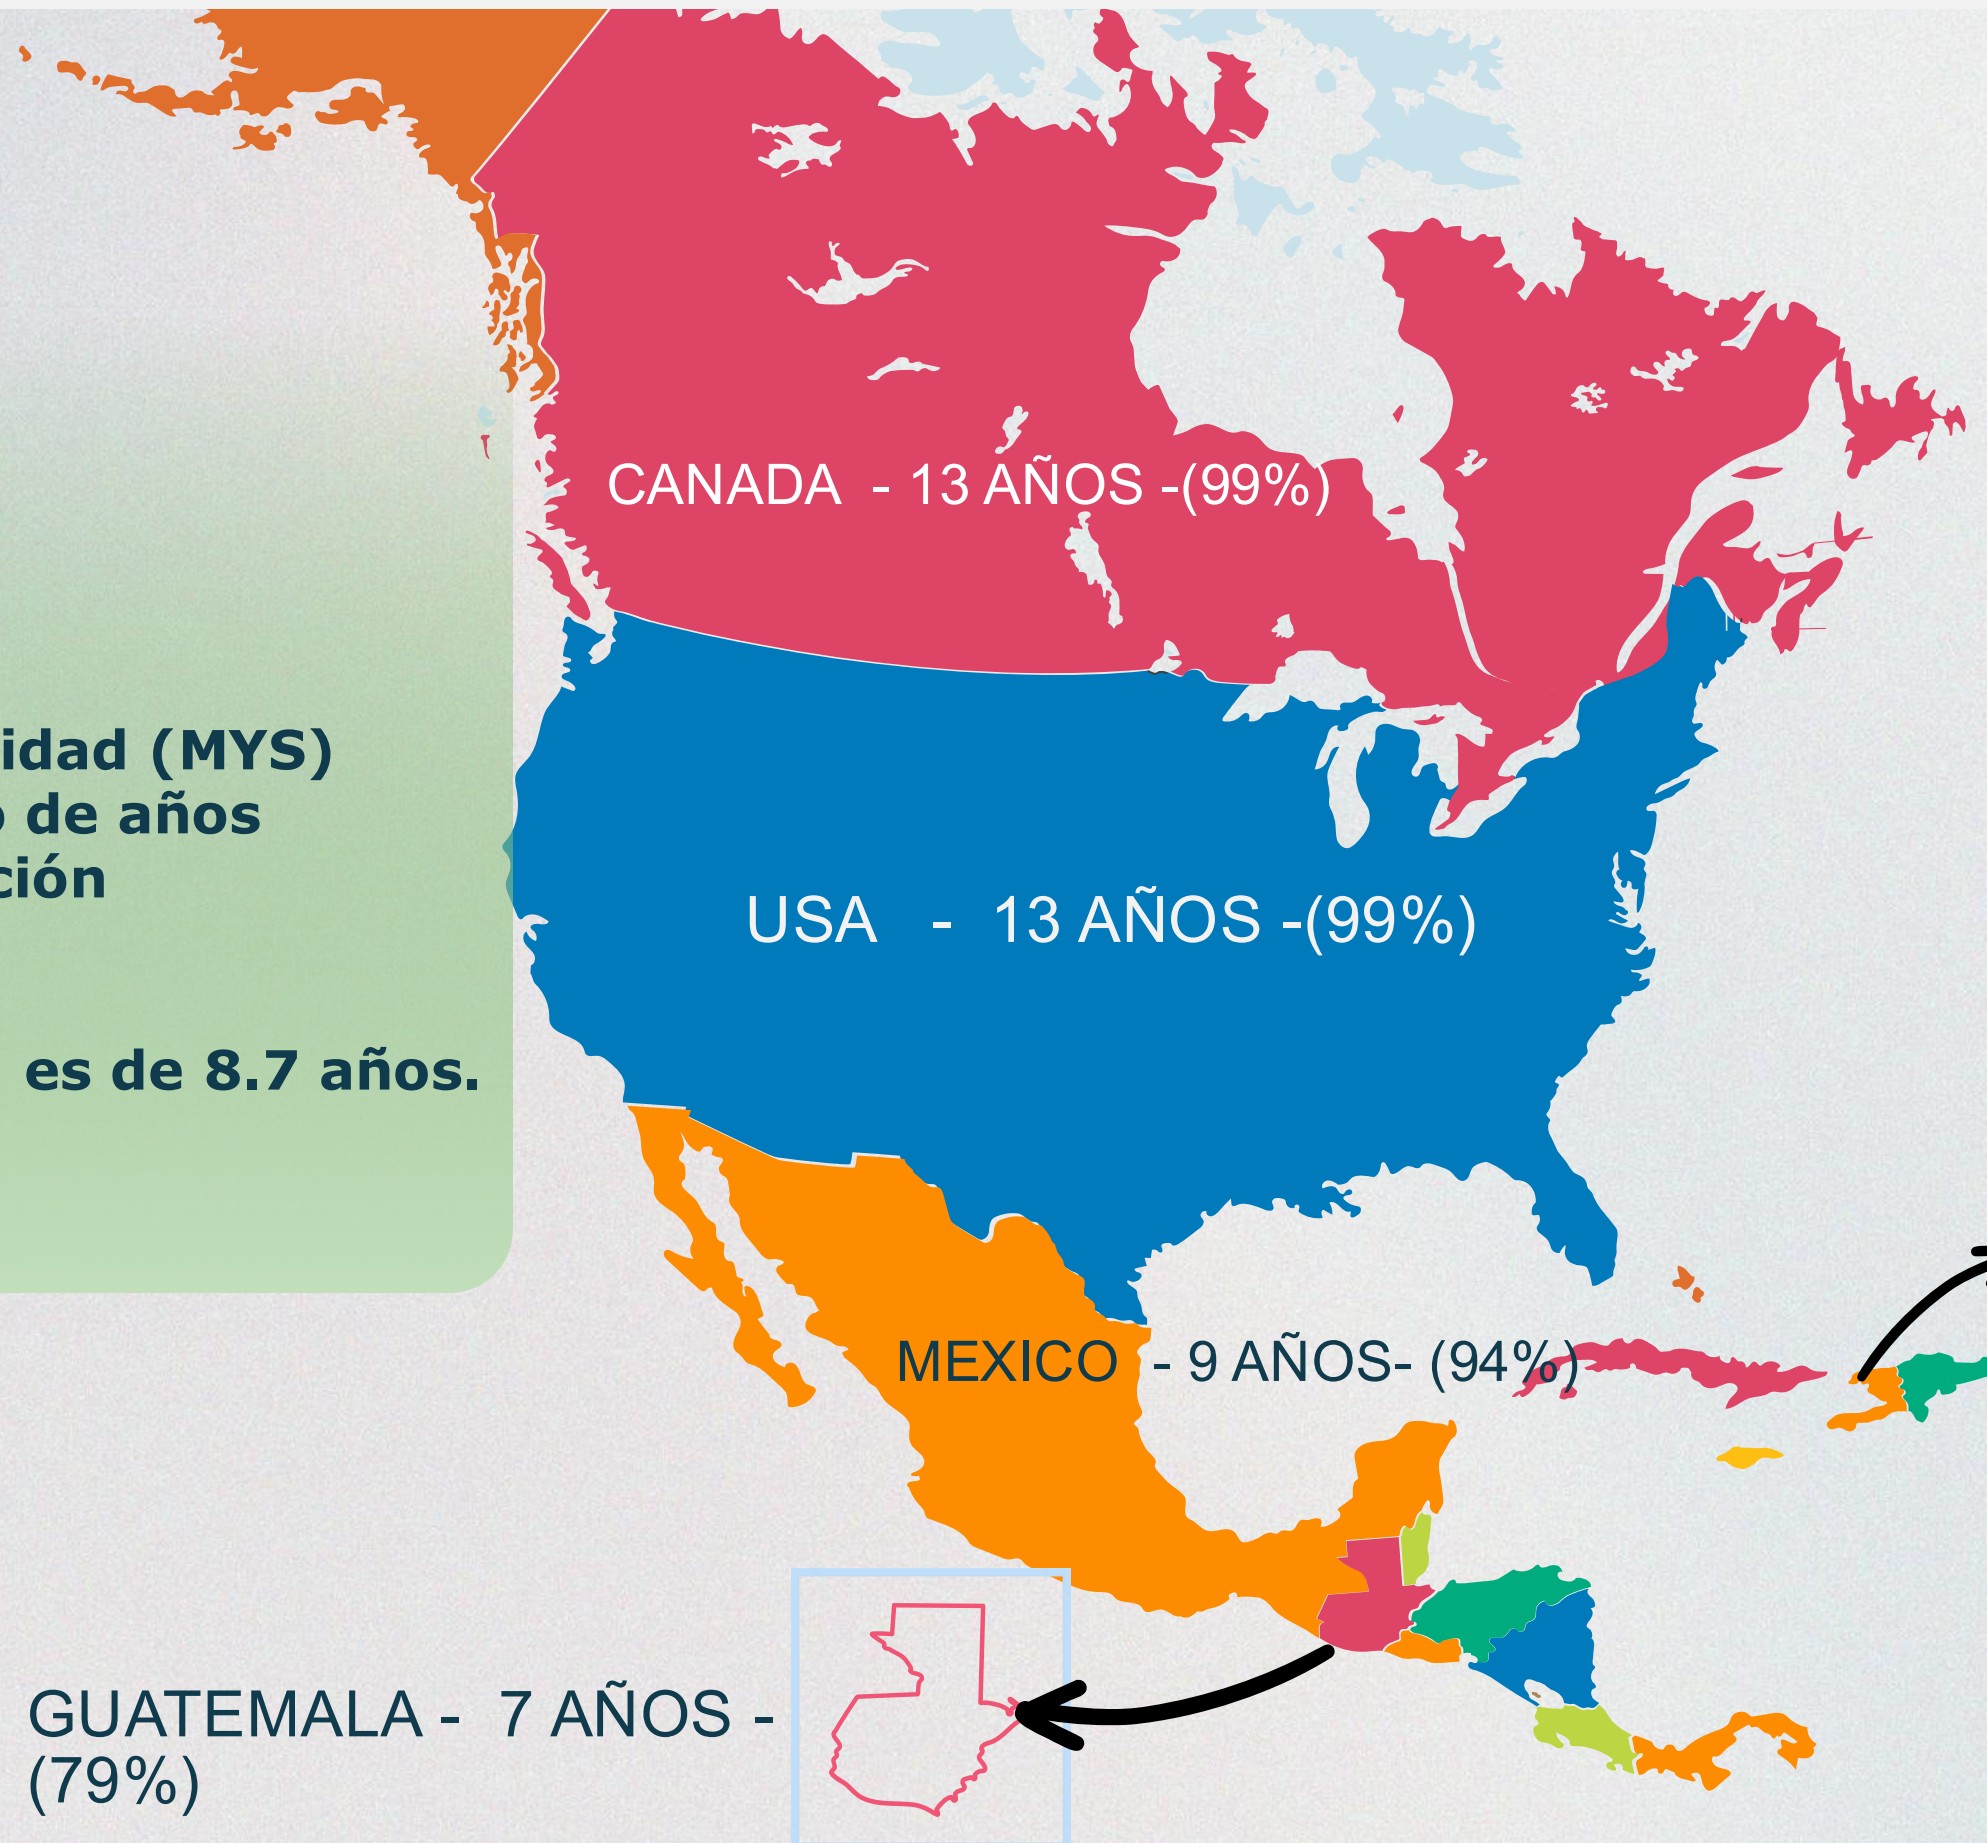 idad (MYS)
de años
ción
es de 8.7 años.
CANADA - 13 AÑOS -(99%)
USA - 13 AÑOS -(99%)
MEXICO - 9 AÑOS- (94%)
GUATEMALA - 7 AÑOS -
(79%)